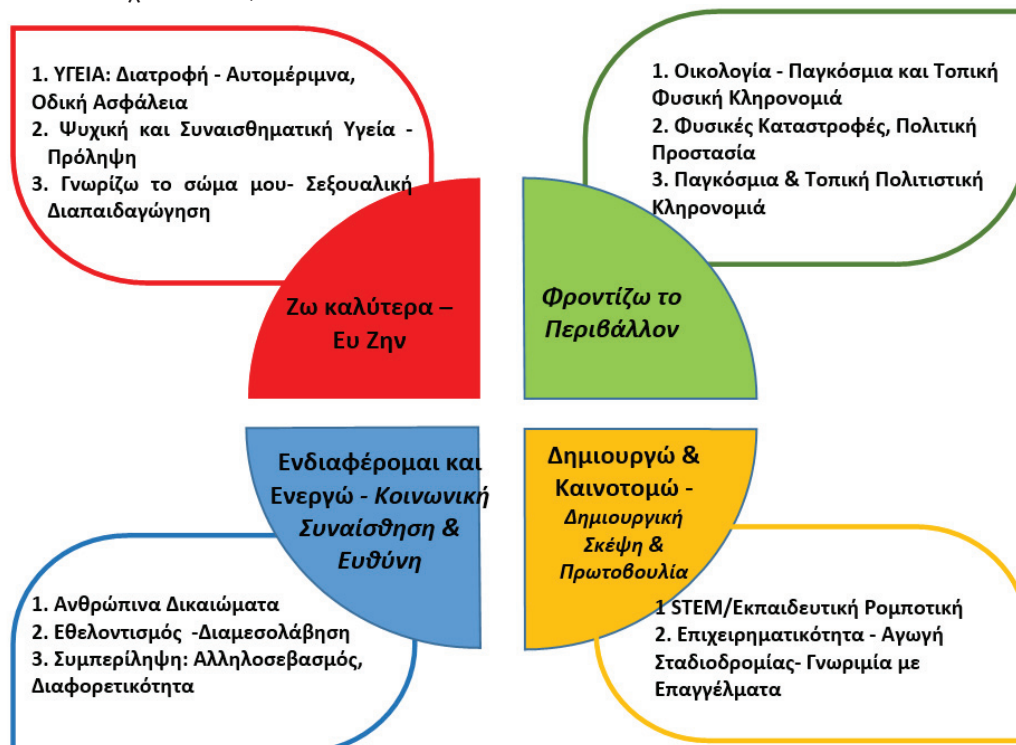 1. ΥΓΕΙΑ: Διατροφή - Αυτομέριμνα,
Οδική Ασφάλεια
2. Ψυχική και Συναισθηματική Υγεία -
Πρόληψη
3. Γνωρίζω το σώμα μου- Σεξουαλική
Διαπαιδαγώγηση
1. Οικολογία - Παγκόσμια και Τοπική
Φυσική Κληρονομιά
2. Φυσικές Καταστροφές, Πολιτική
Προστασία
3. Παγκόσμια & Τοπική Πολιτιστική
Κληρονομιά
Ζω καλύτερα –
Ευ Ζην
Φροντίζω το
Περιβάλλον
Ενδιαφέρομαι και
Ενεργώ - Κοινωνική
Συναίσθηση &
Ευθύνη
Δημιουργώ &
Καινοτομώ -
Δημιουργική
Σκέψη &
Πρωτοβουλία
1. Ανθρώπινα Δικαιώματα
2. Εθελοντισμός -Διαμεσολάβηση
3. Συμπερίληψη: Αλληλοσεβασμός,
Διαφορετικότητα
1 STEM/Εκπαιδευτική Ρομποτική
2. Επιχειρηματικότητα - Αγωγή
Σταδιοδρομίας- Γνωριμία με
Επαγγέλματα